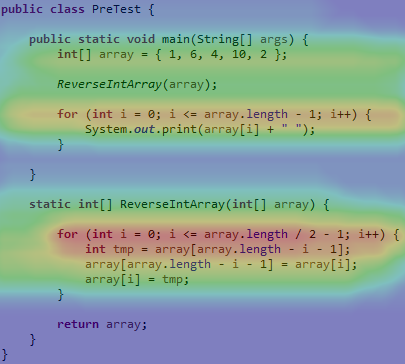 public class PreTest {
public static void main(String[] args) {
int[] array = { 1, 6, 4, 10, 2 };
ReverseIntArray(array);
for (int i = 0; i <= array.length - 1; i++) {
System.out.print(array[i] + " ");
}
}
static int[] ReverseIntArray(int[] array) {
for (int i = 0; i <= array.length / 2 - 1; i++) {
int tmp = array[array.length - i - 1];
array[array.length - i - 1] = array[i];
array[i] = tmp;
}
return array;
}
}